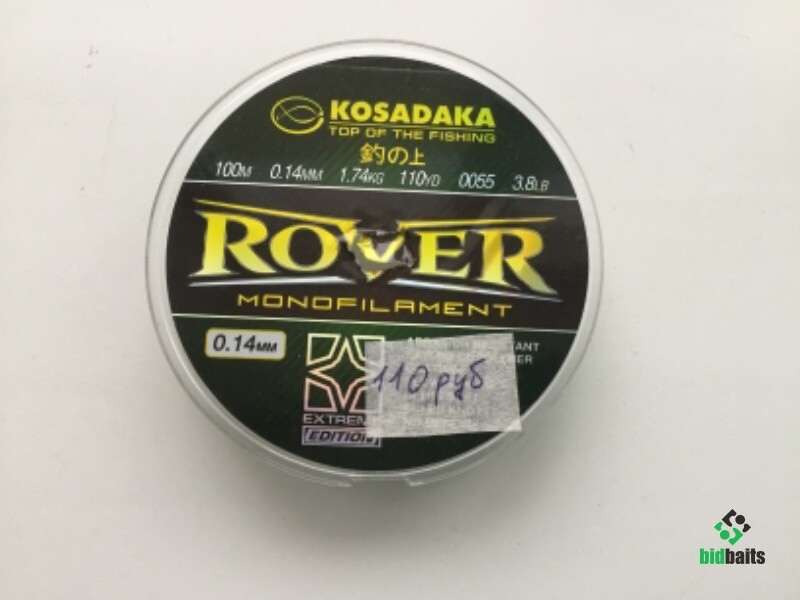 KOSADAKA
TOP OF THE FISHING
釣の上
100M 0.14MM 1.74KG 110YD 0055 3.8LB
ROVER
MONOFILAMENT
0.14MM
110 руб
EXTREME
EDITION
bidbaits